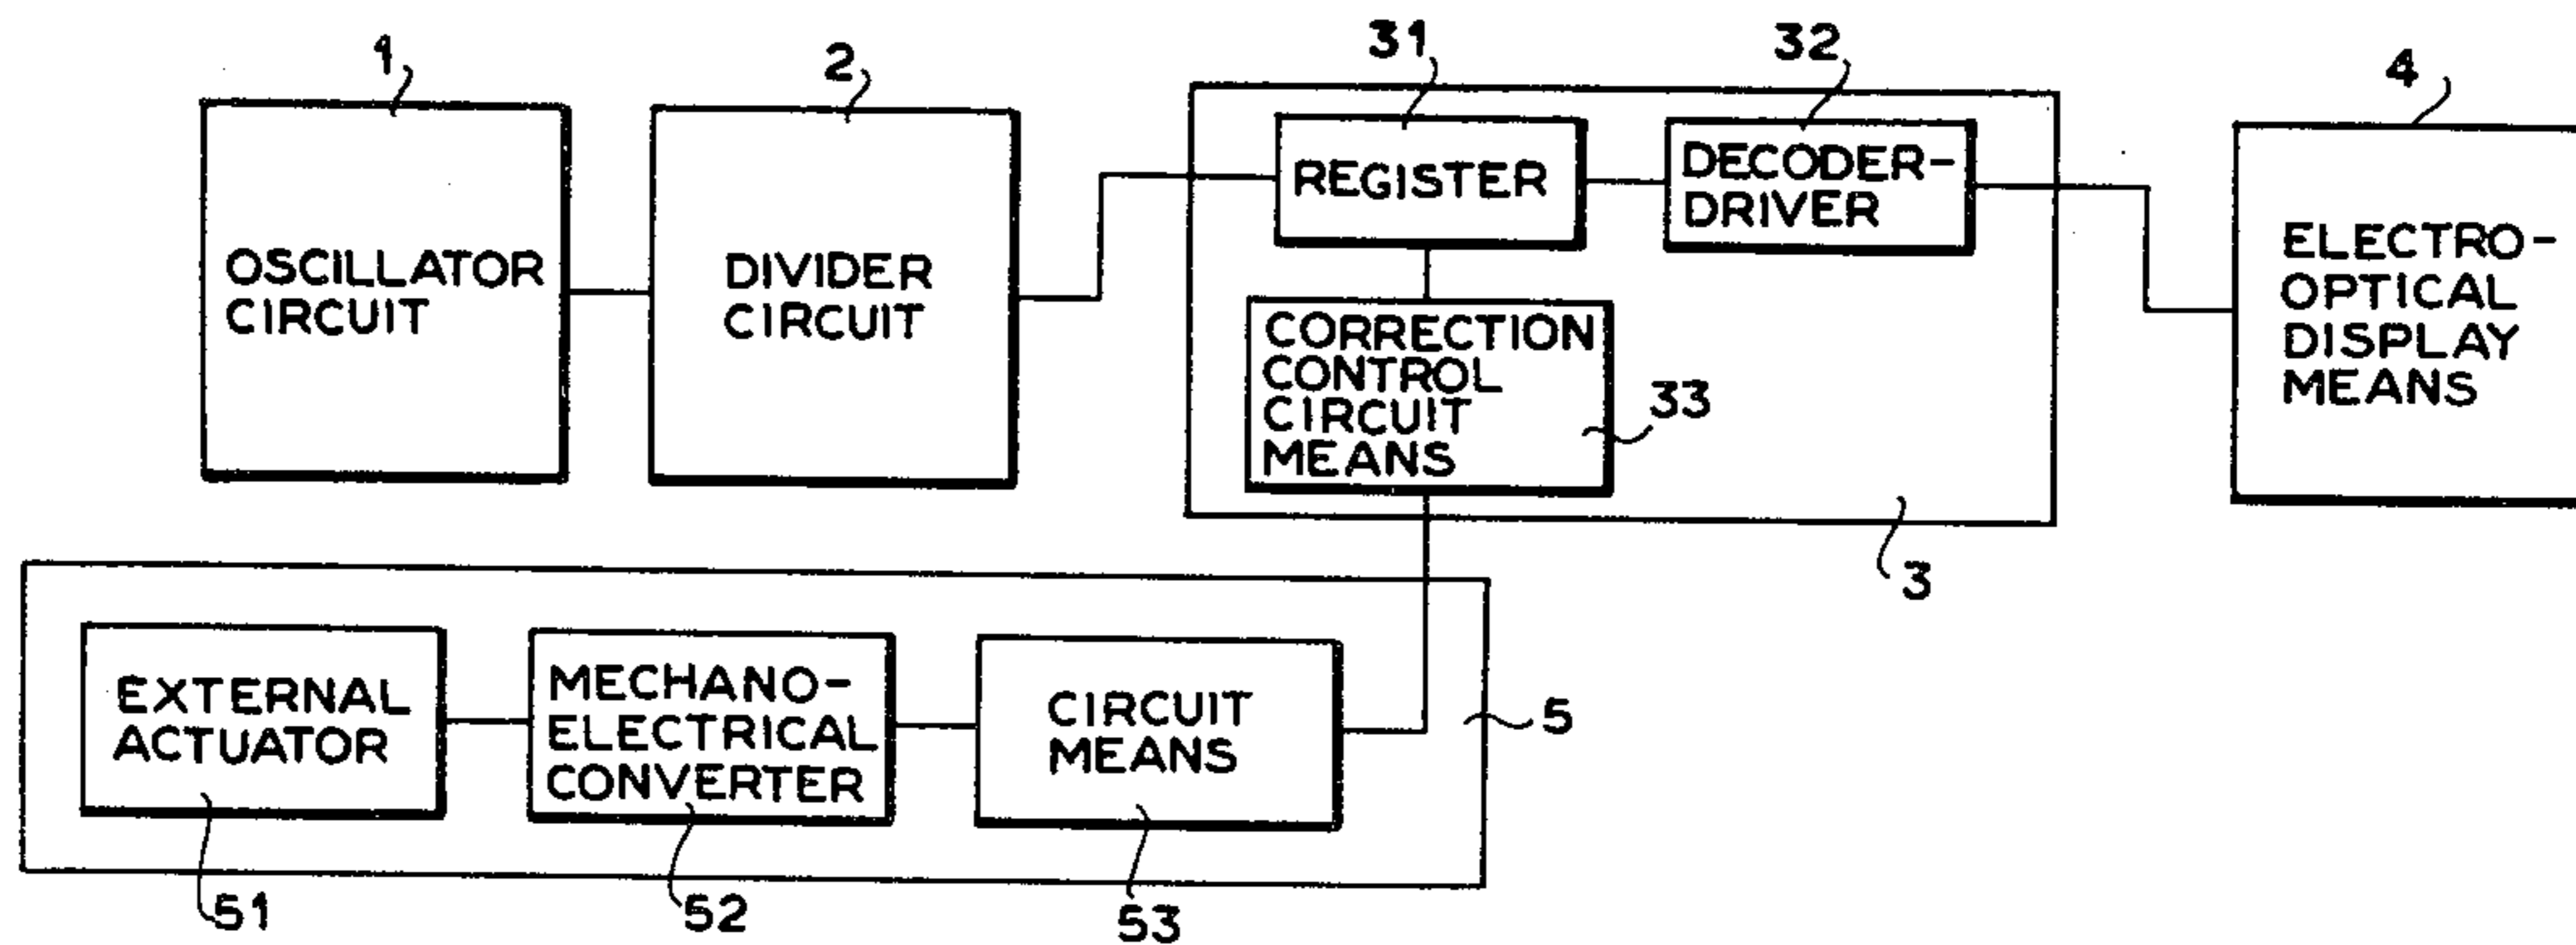 1
2
31
32
4
OSCILLATOR
CIRCUIT
DIVIDER
CIRCUIT
REGISTER
DECODER-
DRIVER
CORRECTION
CONTROL
CIRCUIT
MEANS
33
ELECTRO-
OPTICAL
DISPLAY
MEANS
3
EXTERNAL
ACTUATOR
MECHANO-
ELECTRICAL
CONVERTER
CIRCUIT
MEANS
5
51
52
53